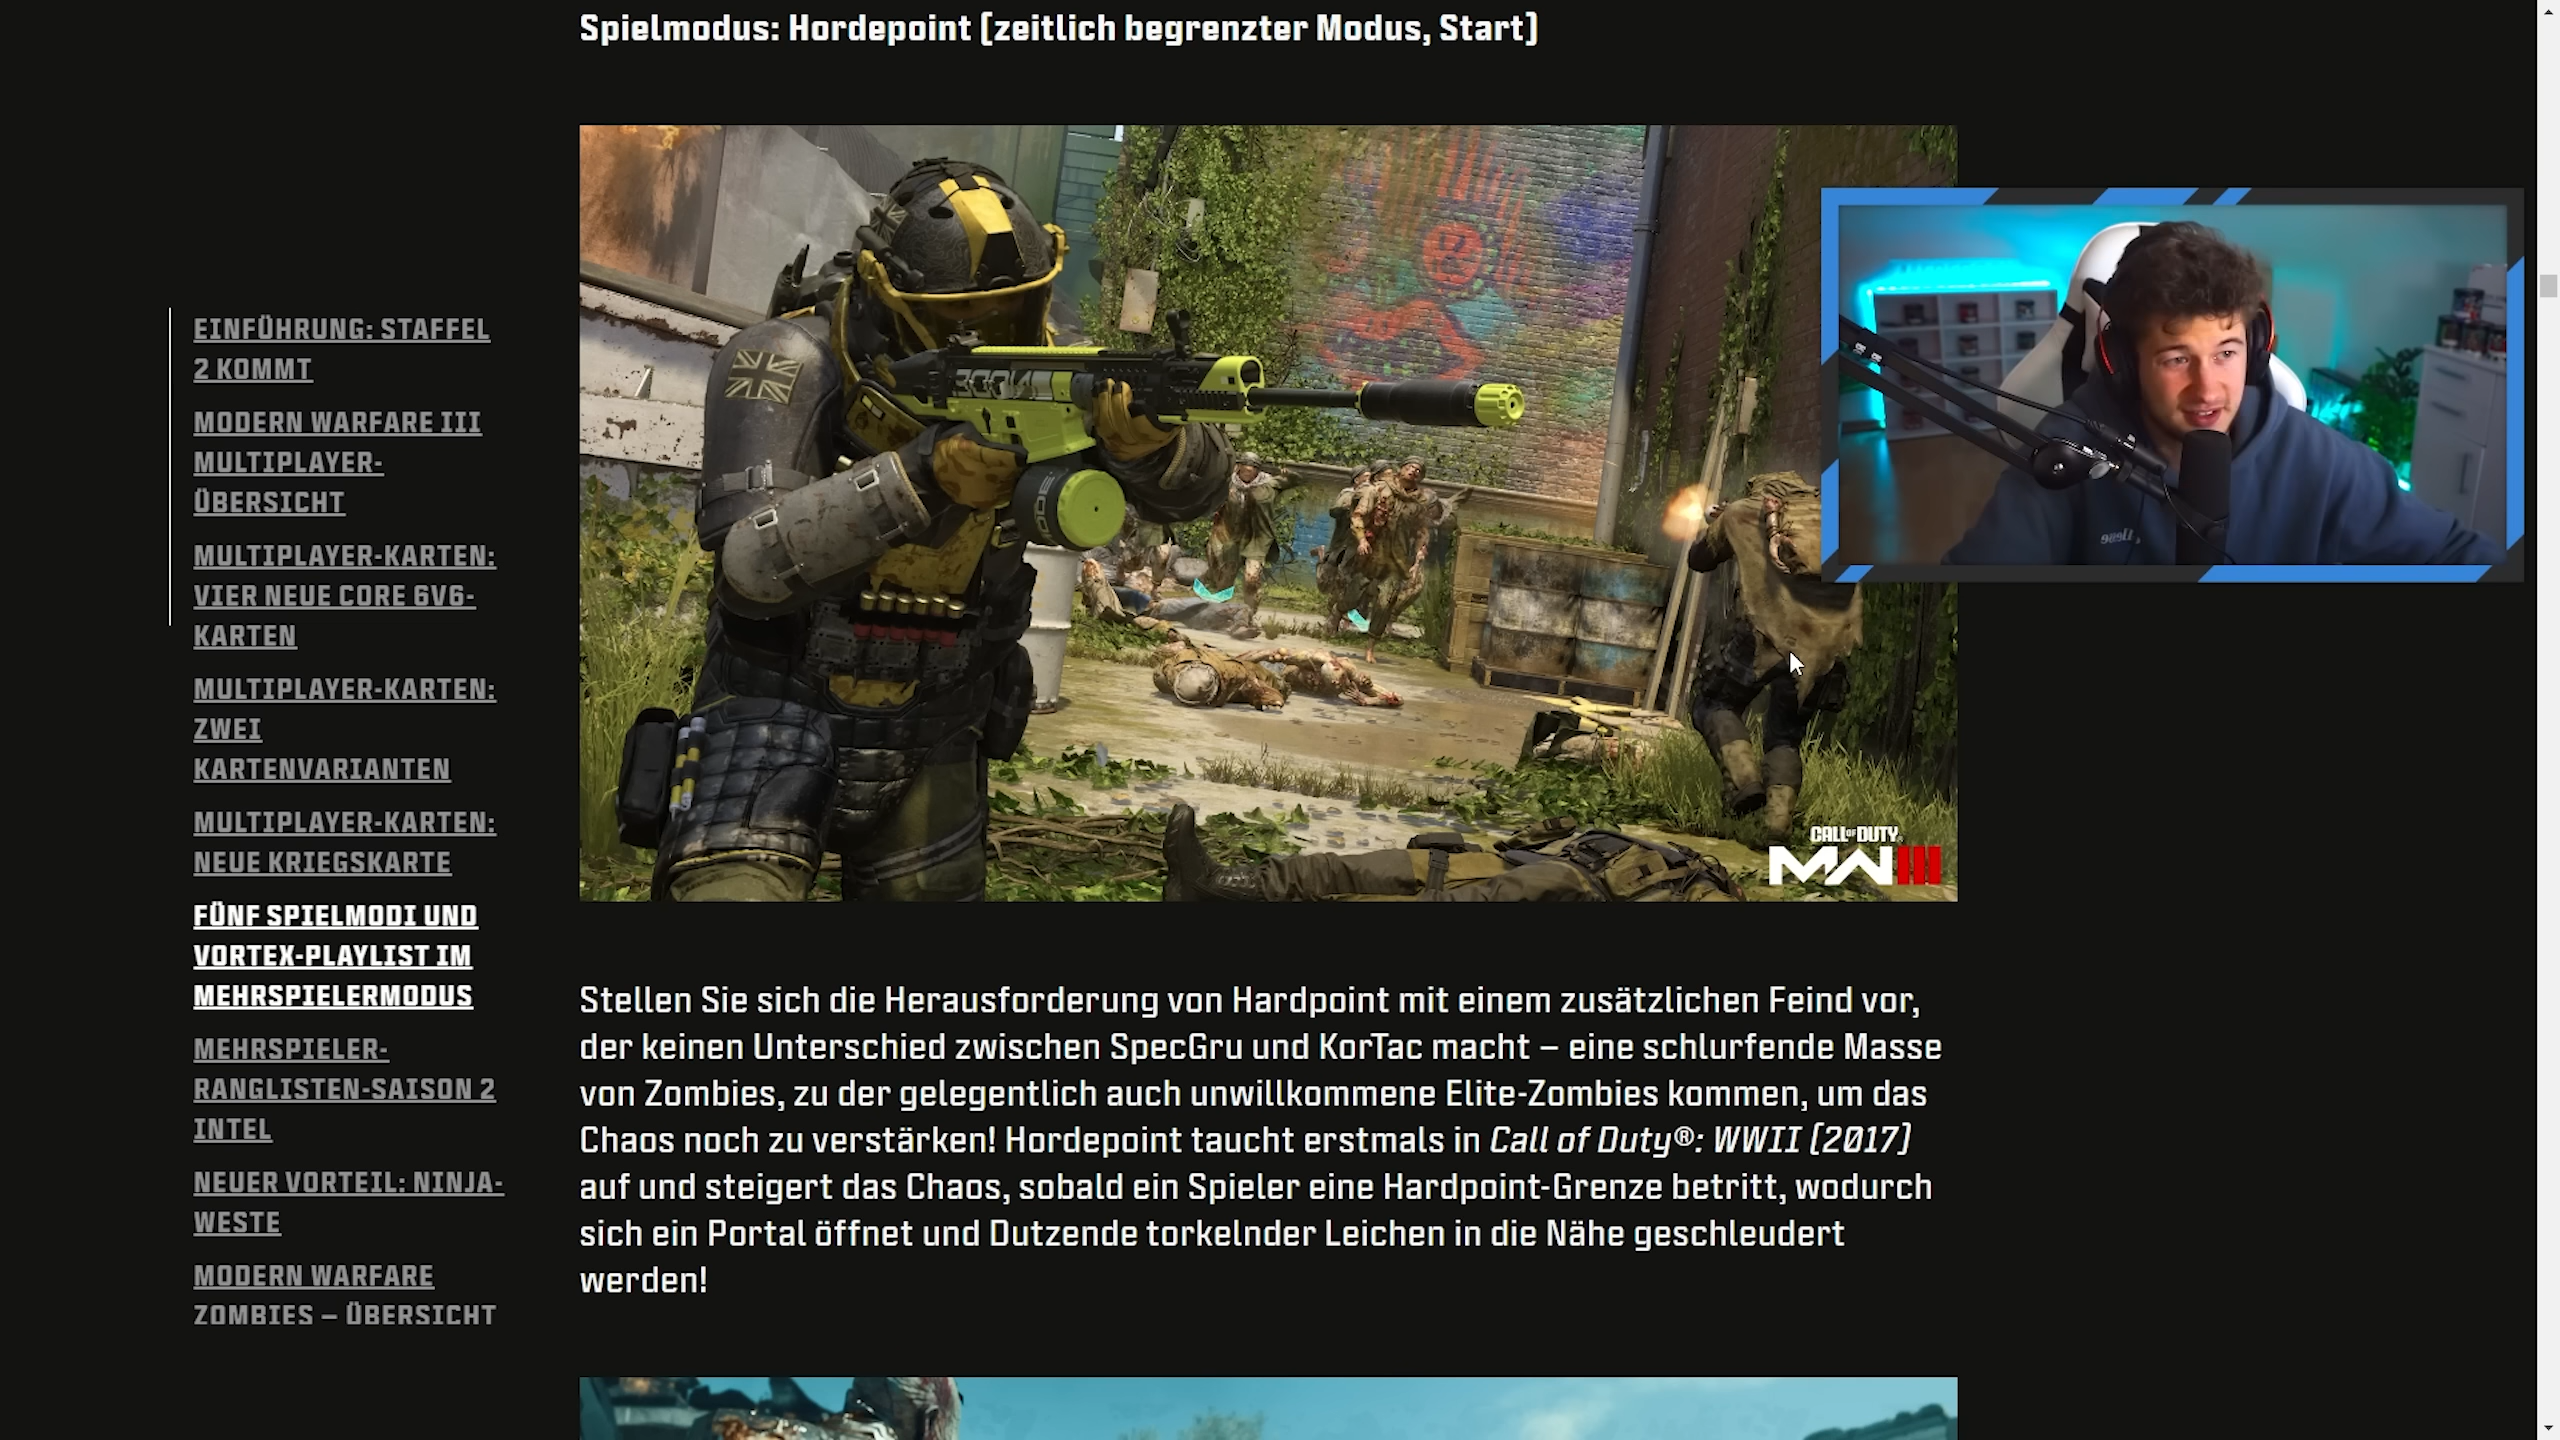 Spielmodus: Hordepoint (zeitlich begrenzter Modus, Start)
EINFÜHRUNG: STAFFEL
2 KOMMT
MODERN WARFARE III
MULTIPLAYER-
ÜBERSICHT
MULTIPLAYER-KARTEN:
VIER NEUE CORE 6V6-
KARTEN
MULTIPLAYER-KARTEN:
ZWEI
KARTENVARIANTEN
MULTIPLAYER-KARTEN:
NEUE KRIEGSKARTE
FÜNF SPIELMODI UND
VORTEX-PLAYLIST IM
MEHRSPIELERMODUS
MEHRSPIELER-
RANGLISTEN-SAISON 2
INTEL
NEUER VORTEIL: NINJA-
WESTE
MODERN WARFARE
ZOMBIES – ÜBERSICHT
CALL OF DUTY
MWIII
Stellen Sie sich die Herausforderung von Hardpoint mit einem zusätzlichen Feind vor,
der keinen Unterschied zwischen SpecGru und KorTac macht – eine schlurfende Masse
von Zombies, zu der gelegentlich auch unwillkommene Elite-Zombies kommen, um das
Chaos noch zu verstärken! Hordepoint taucht erstmals in Call of Duty®: WWII (2017)
auf und steigert das Chaos, sobald ein Spieler eine Hardpoint-Grenze betritt, wodurch
sich ein Portal öffnet und Dutzende torkelnder Leichen in die Nähe geschleudert
werden!